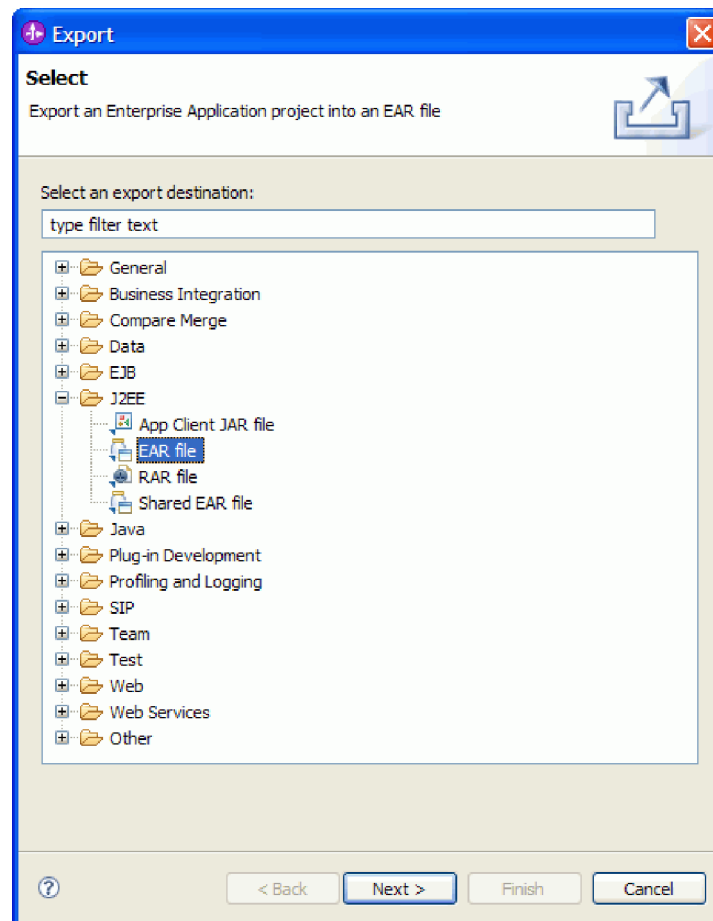 Export
Select
Export an Enterprise Application project into an EAR file
Select an export destination:
type filter text
General
Business Integration
Compare Merge
Data
EJB
J2EE
App Client JAR file
EAR file
RAR file
Shared EAR file
Java
Plug-in Development
Profiling and Logging
SIP
Team
Test
Web
Web Services
Other
? < Back Next > Finish Cancel